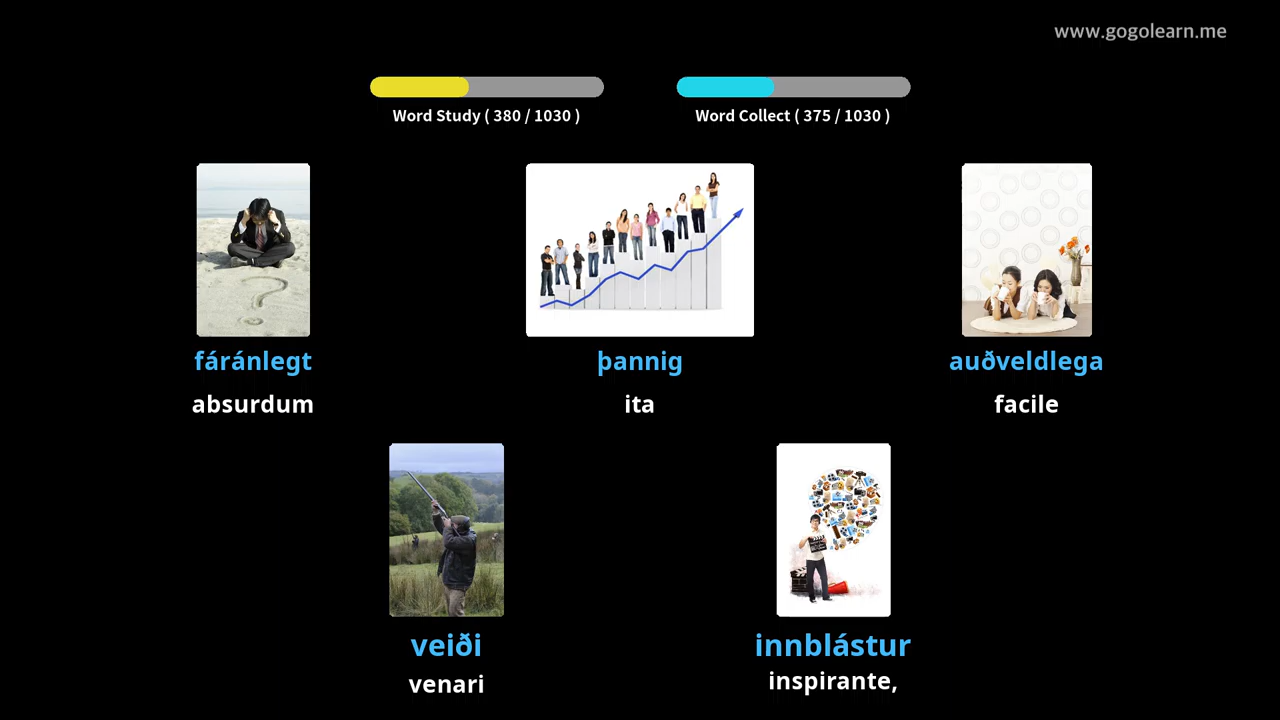 www.gogolearn.me
Word Study ( 380 / 1030 )
Word Collect ( 375 / 1030 )
fáránlegt
absurdum
þannig
ita
auðveldlega
facile
veiði
venari
innblástur
inspirante,